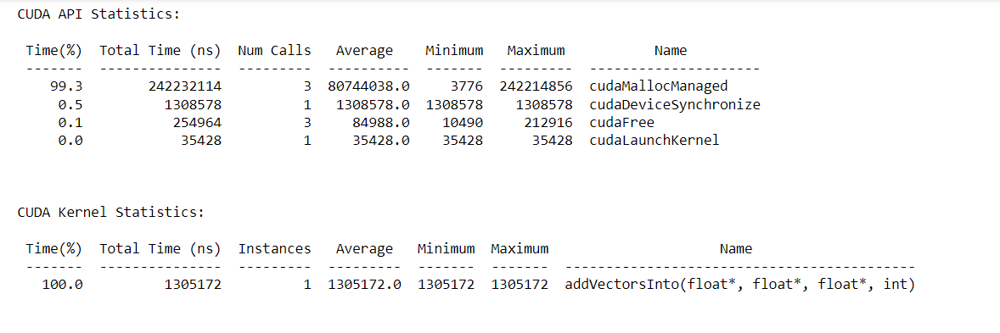 CUDA API Statistics:
Time(%) Total Time (ns) Num Calls Average Minimum Maximum Name
------- --------------- --------- ---------- ------- --------- ---------------------
99.3 242232114 3 80744038.0 3776 242214856 cudaMallocManaged
0.5 1308578 1 1308578.0 1308578 1308578 cudaDeviceSynchronize
0.1 254964 3 84988.0 10490 212916 cudaFree
0.0 35428 1 35428.0 35428 35428 cudaLaunchKernel
CUDA Kernel Statistics:
Time(%) Total Time (ns) Instances Average Minimum Maximum Name
------- --------------- --------- --------- ------- ------- -------------------------------------------
100.0 1305172 1 1305172.0 1305172 1305172 addVectorsInto(float*, float*, float*, int)